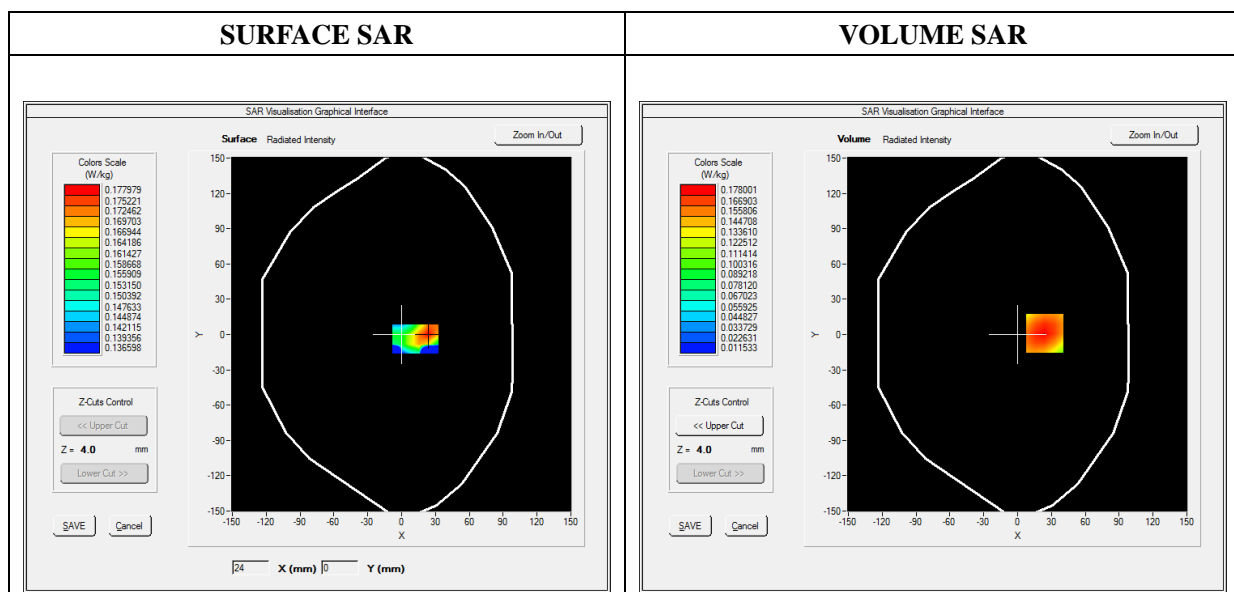 SURFACE SAR
VOLUME SAR
SAR Visualisation Graphical Interface
Surface Radiated Intensity
Zoom In/Out
Colors Scale
(W/kg)
0.177979
0.175221
0.172462
0.169703
0.166944
0.164186
0.161427
0.158668
0.155909
0.153150
0.150392
0.147633
0.144874
0.142115
0.139356
0.136598
Z-Cuts Control
<< Upper Cut
Z = 4.0 mm
Lower Cut >>
SAVE Cancel
150
120
90
60
30
0
-30
-60
-90
-120
-150
Y
-150 -120 -90 -60 -30 0 30 60 90 120 150
X
24 X (mm) 0 Y (mm)
SAR Visualisation Graphical Interface
Volume Radiated Intensity
Zoom In/Out
Colors Scale
(W/kg)
0.178001
0.166903
0.155806
0.144708
0.133610
0.122512
0.111414
0.100316
0.089218
0.078120
0.067023
0.055925
0.044827
0.033729
0.022631
0.011533
Z-Cuts Control
<< Upper Cut
Z = 4.0 mm
Lower Cut >>
SAVE Cancel
150
120
90
60
30
0
-30
-60
-90
-120
-150
Y
-150 -120 -90 -60 -30 0 30 60 90 120 150
X